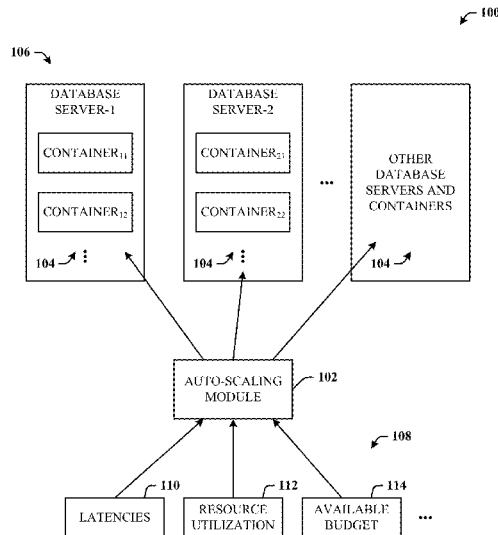 100
106
DATABASE SERVER-1
DATABASE SERVER-2
CONTAINER₁₁
CONTAINER₂₁
OTHER DATABASE SERVERS AND CONTAINERS
CONTAINER₁₂
CONTAINER₂₂
...
104
104
104
AUTO-SCALING MODULE
102
108
110
112
114
LATENCIES
RESOURCE UTILIZATION
AVAILABLE BUDGET
...